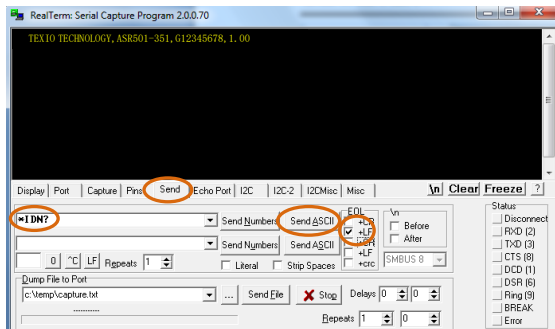 RealTerm: Serial Capture Program 2.0.0.70
TEXIO TECHNOLOGY,ASR501-351,G12345678,1.00
Display Port Capture Pins Send Echo Port I2C I2C-2 I2CMisc Misc \n Clear Freeze ?
*IDN? Send Numbers Send ASCII
EOL
+CR
+LF
\n
Before
After
Send Numbers Send ASCII
+CR
+LF
+crc
SMBUS 8
0 ^C LF Repeats 1 Literal Strip Spaces
Dump File to Port
c:\temp\capture.txt ... Send File X Stop Delays 0 0
Repeats 1 0
Status
Disconnect
RXD (2)
TXD (3)
CTS (8)
DCD (1)
DSR (6)
Ring (9)
BREAK
Error